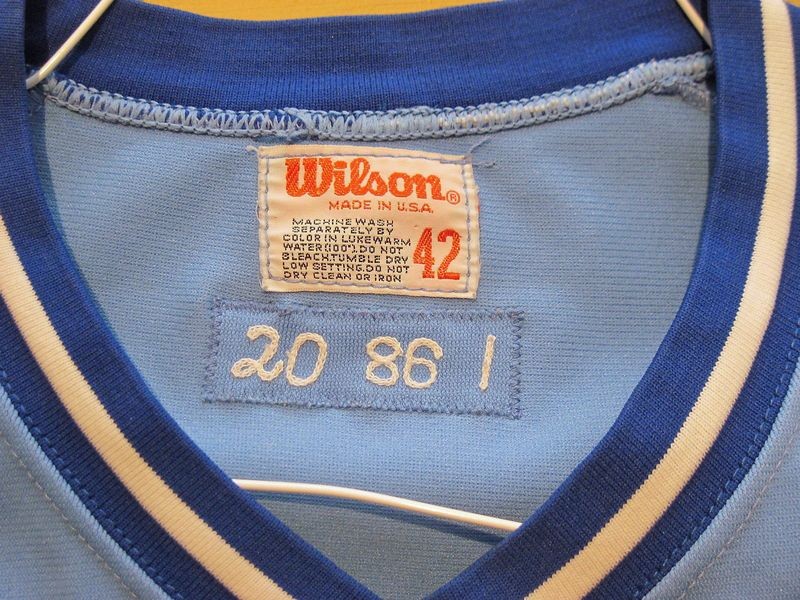 Wilson®
MADE IN U.S.A.
MACHINE WASH
SEPARATELY BY
COLOR IN LUKEWARM
WATER(100°).DO NOT
BLEACH.TUMBLE DRY
LOW SETTING.DO NOT
DRY CLEAN OR IRON
42
20 86 1